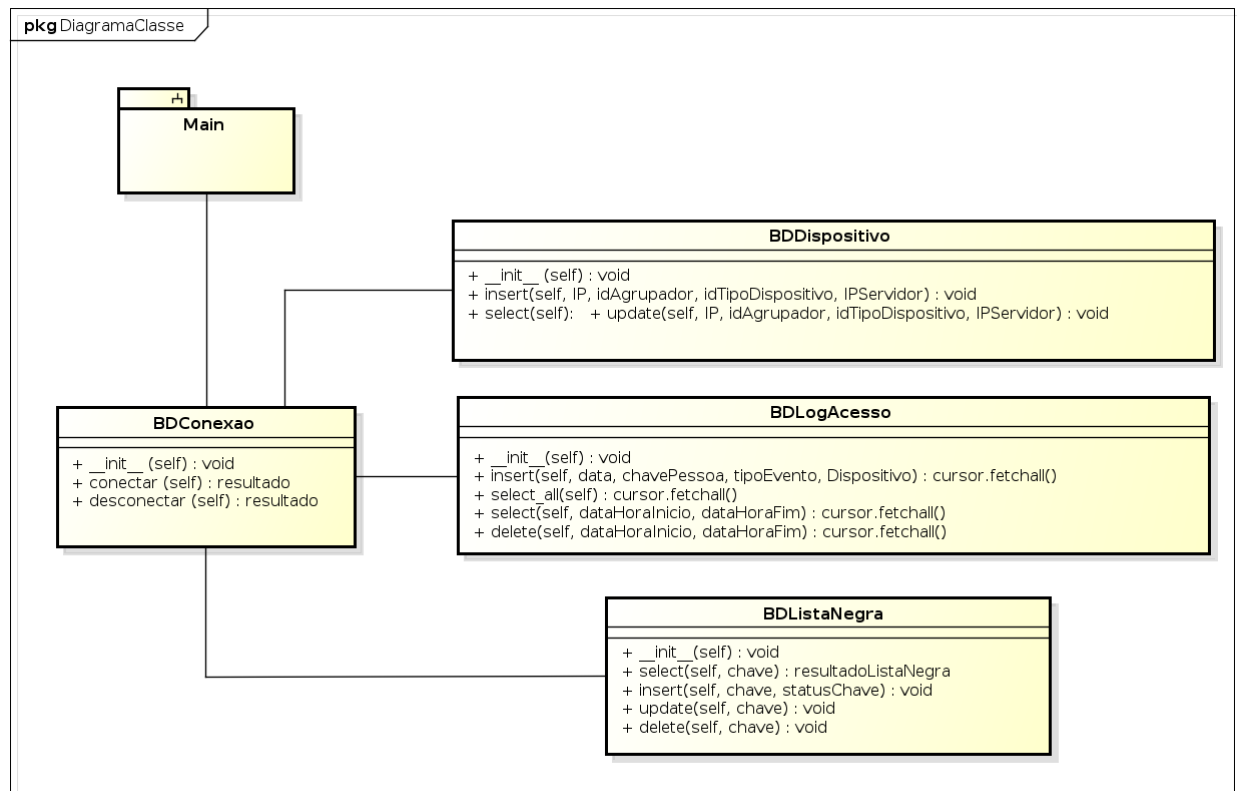 pkg DiagramaClasse
Main
BDDispositivo
+ __init__ (self) : void
+ insert(self, IP, idAgrupador, idTipoDispositivo, IPServidor) : void
+ select(self):   + update(self, IP, idAgrupador, idTipoDispositivo, IPServidor) : void
BDConexao
+ __init__ (self) : void
+ conectar (self) : resultado
+ desconectar (self) : resultado
BDLogAcesso
+ __init__(self) : void
+ insert(self, data, chavePessoa, tipoEvento, Dispositivo) : cursor.fetchall()
+ select_all(self) : cursor.fetchall()
+ select(self, dataHoraInicio, dataHoraFim) : cursor.fetchall()
+ delete(self, dataHoraInicio, dataHoraFim) : cursor.fetchall()
BDListaNegra
+ __init__(self) : void
+ select(self, chave) : resultadoListaNegra
+ insert(self, chave, statusChave) : void
+ update(self, chave) : void
+ delete(self, chave) : void